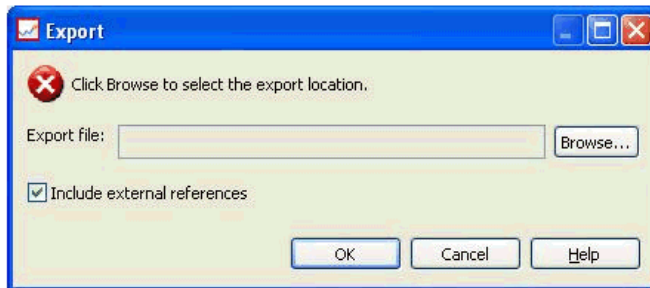 Export
Click Browse to select the export location.
Export file:
Browse...
Include external references
OK
Cancel
Help